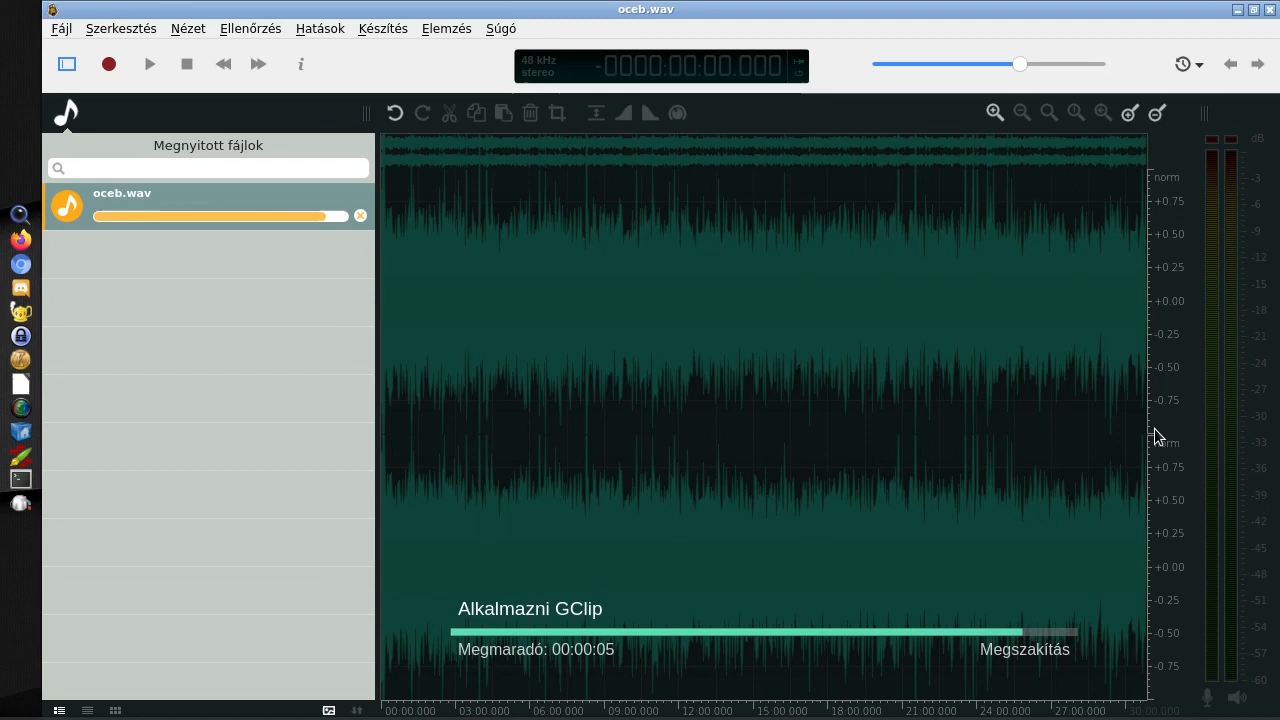 oceb.wav
Fájl Szerkesztés Nézet Ellenőrzés Hatások Készítés Elemzés Súgó
48 kHz
stereo
-0000:00:00.000
Megnyitott fájlok
oceb.wav
dB
norm
+0.75
+0.50
+0.25
+0.00
-0.25
-0.50
-0.75
norm
+0.75
+0.50
+0.25
+0.00
-0.25
-0.50
-0.75
-3
-6
-9
-12
-15
-18
-21
-24
-27
-30
-33
-36
-39
-42
-45
-48
-51
-54
-57
-60
Alkalmazni GClip
Megmaradó: 00:00:05 Megszakítás
00:00.000 03:00.000 06:00.000 09:00.000 12:00.000 15:00.000 18:00.000 21:00.000 24:00.000 27:00.000 30:00.000